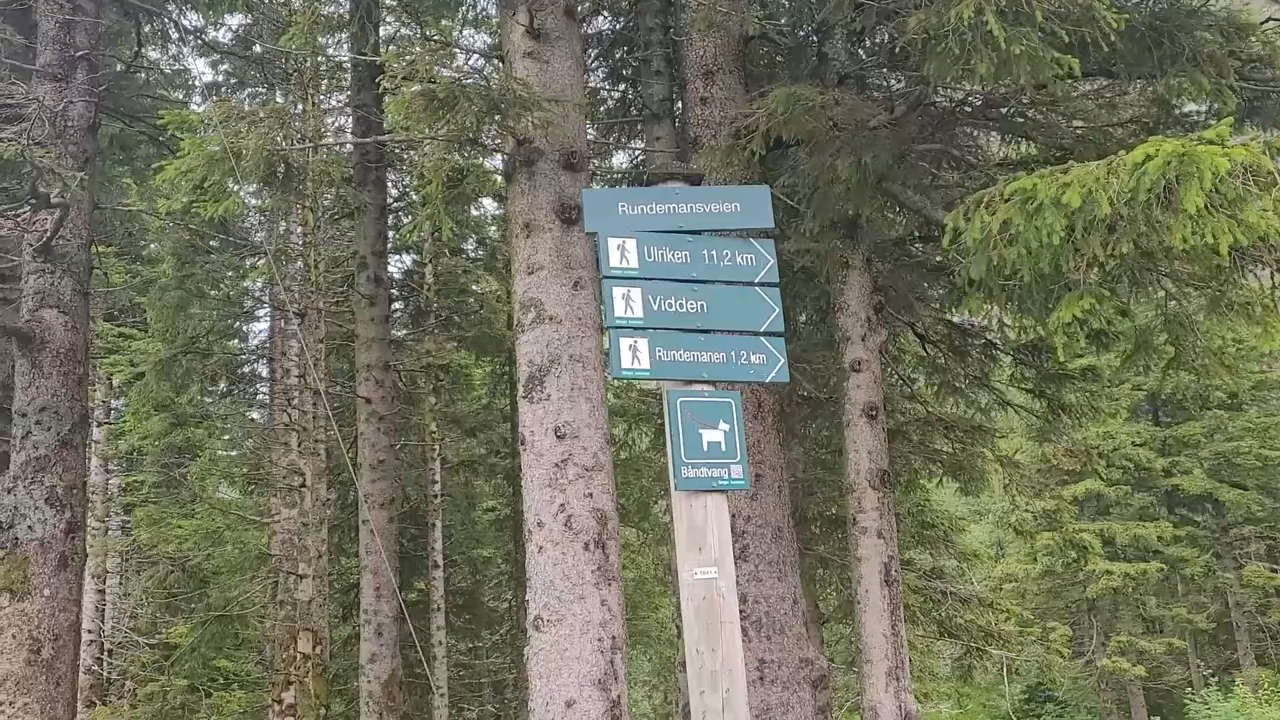 Rundemansveien
Ulriken 11,2 km
Vidden
Rundemanen 1,2 km
Båndtvang